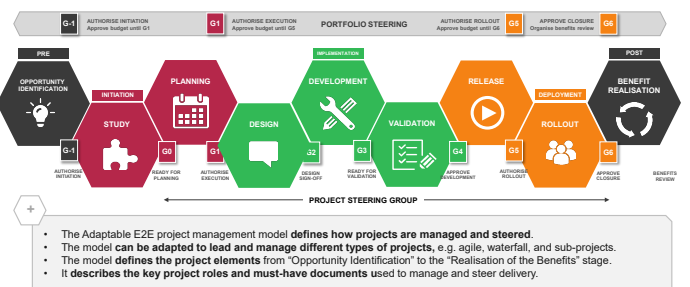 G-1
AUTHORISE INITIATION
Approve budget until G1
G1
AUTHORISE EXECUTION
Approve budget until G5
PORTFOLIO STEERING
AUTHORISE ROLLOUT
Approve budget until G6
G5
APPROVE CLOSURE
Organise benefits review
G6
PRE
OPPORTUNITY
IDENTIFICATION
INITIATION
STUDY
PLANNING
DESIGN
IMPLEMENTATION
DEVELOPMENT
VALIDATION
RELEASE
DEPLOYMENT
ROLLOUT
POST
BENEFIT
REALISATION
G-1
AUTHORISE
INITIATION
G0
READY FOR
PLANNING
G1
AUTHORISE
EXECUTION
G2
DESIGN
SIGN-OFF
G3
READY FOR
VALIDATION
G4
APPROVE
DEVELOPMENT
G5
AUTHORISE
ROLLOUT
G6
APPROVE
CLOSURE
BENEFITS
REVIEW
PROJECT STEERING GROUP
+
• The Adaptable E2E project management model defines how projects are managed and steered.
• The model can be adapted to lead and manage different types of projects, e.g. agile, waterfall, and sub-projects.
• The model defines the project elements from “Opportunity Identification” to the “Realisation of the Benefits” stage.
• It describes the key project roles and must-have documents used to manage and steer delivery.